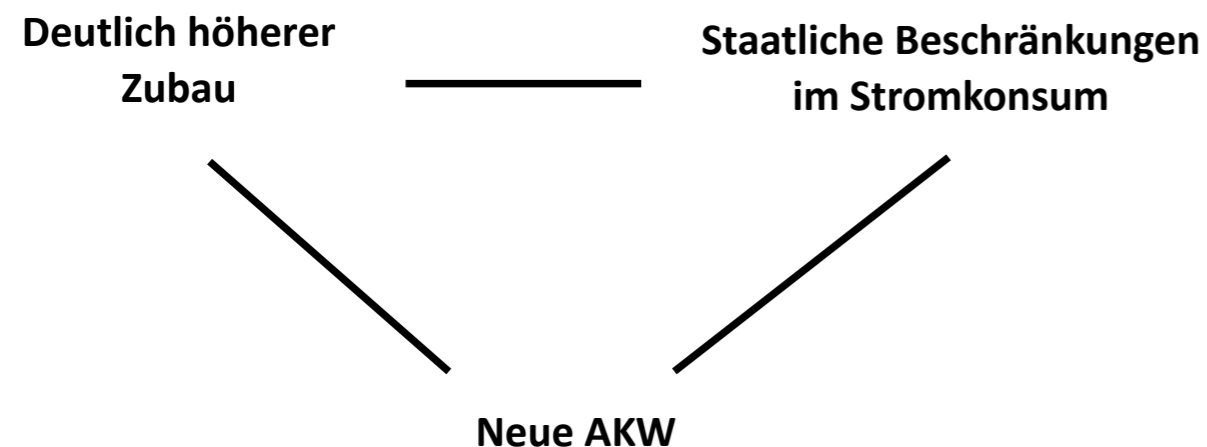 Deutlich höherer
Zubau
Staatliche Beschränkungen
im Stromkonsum
Neue AKW